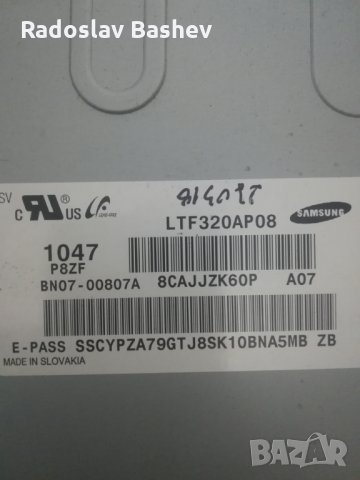 Radoslav Bashev
SV
c RU US
LTF320AP08 SAMSUNG
1047
P8ZF
BN07-00807A 8CAJJZK60P A07
E-PASS SSCYPZA79GTJ8SK10BNA5MB ZB
MADE IN SLOVAKIA
BAZAR